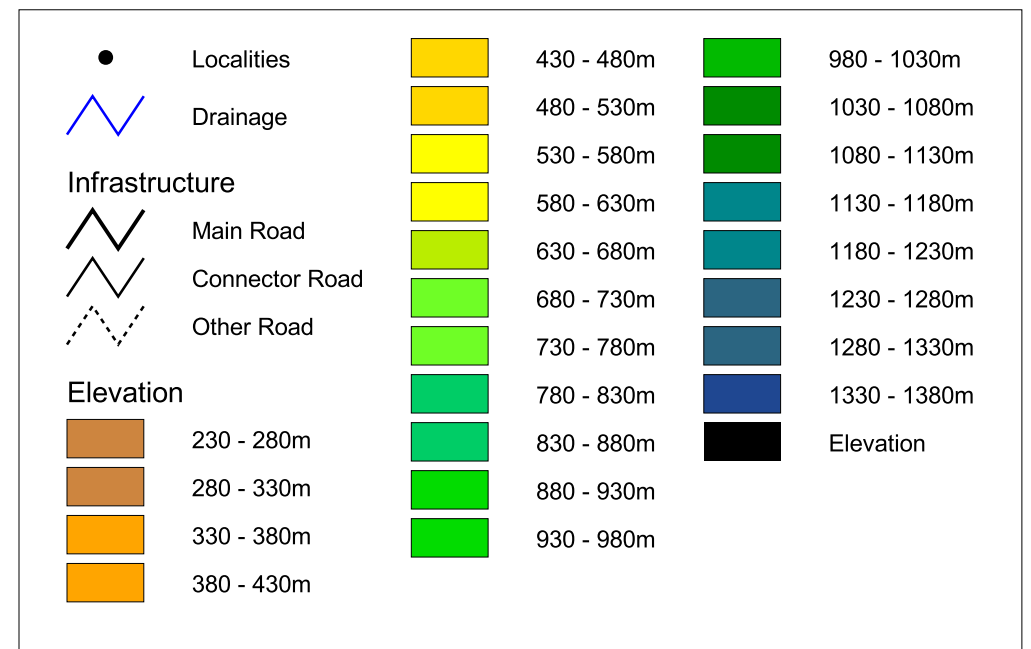 Localities
Drainage
Infrastructure
Main Road
Connector Road
Other Road
Elevation
230 - 280m
280 - 330m
330 - 380m
380 - 430m
430 - 480m
480 - 530m
530 - 580m
580 - 630m
630 - 680m
680 - 730m
730 - 780m
780 - 830m
830 - 880m
880 - 930m
930 - 980m
980 - 1030m
1030 - 1080m
1080 - 1130m
1130 - 1180m
1180 - 1230m
1230 - 1280m
1280 - 1330m
1330 - 1380m
Elevation